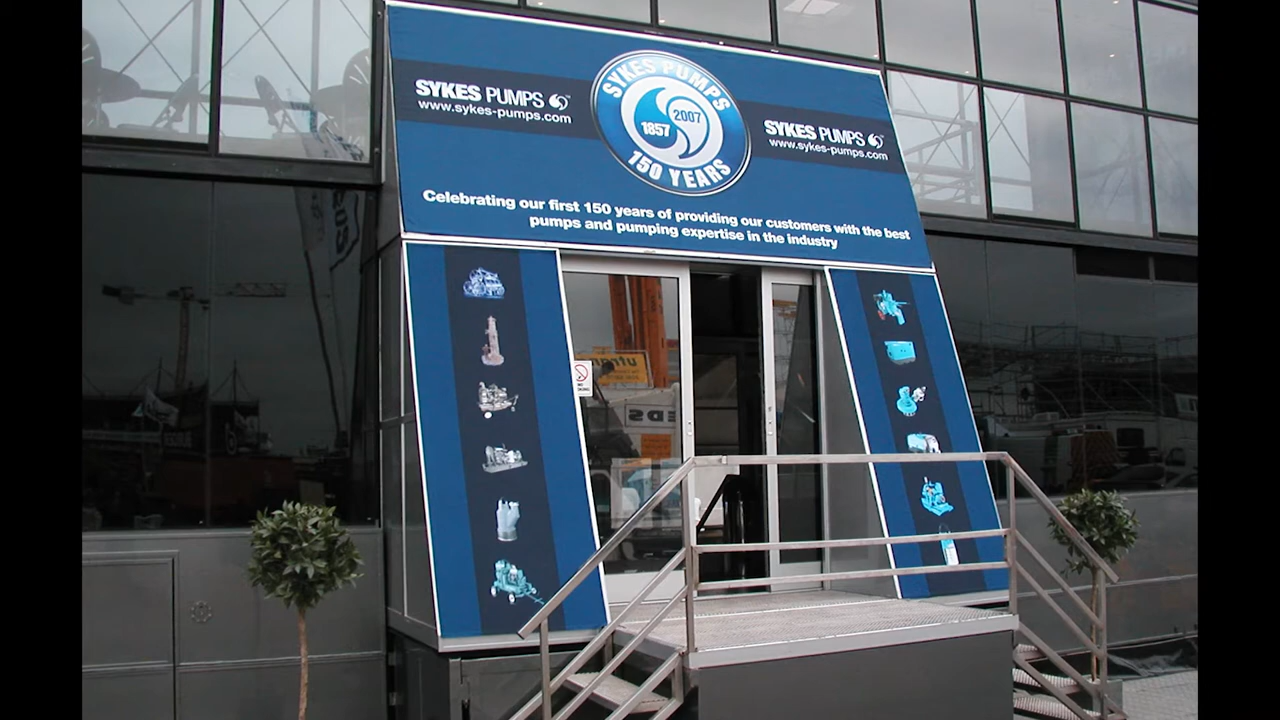 SYKES PUMPS
www.sykes-pumps.com
SYKES PUMPS
1857
2007
150 YEARS
SYKES PUMPS
www.sykes-pumps.com
Celebrating our first 150 years of providing our customers with the best
pumps and pumping expertise in the industry
NO